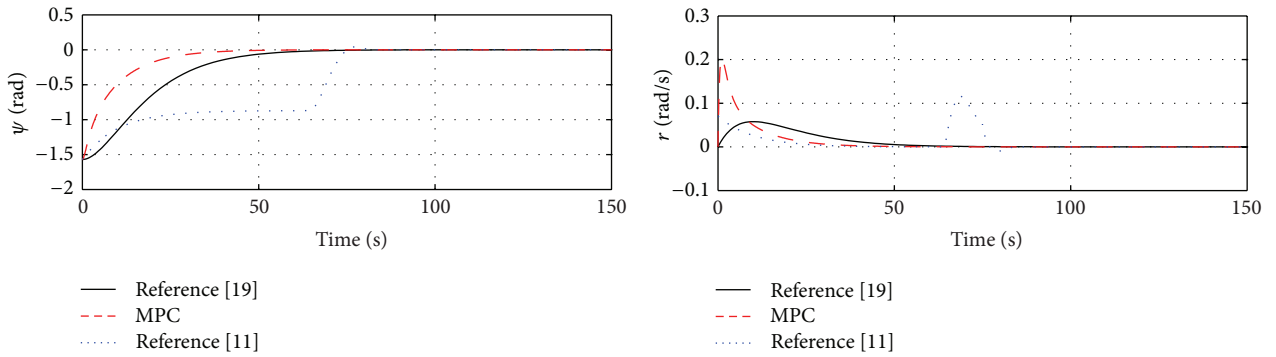 0.5
0
−0.5
−1
−1.5
−2
ψ (rad)
0
50
100
150
Time (s)
Reference [19]
MPC
Reference [11]
0.3
0.2
0.1
0
−0.1
r (rad/s)
0
50
100
150
Time (s)
Reference [19]
MPC
Reference [11]